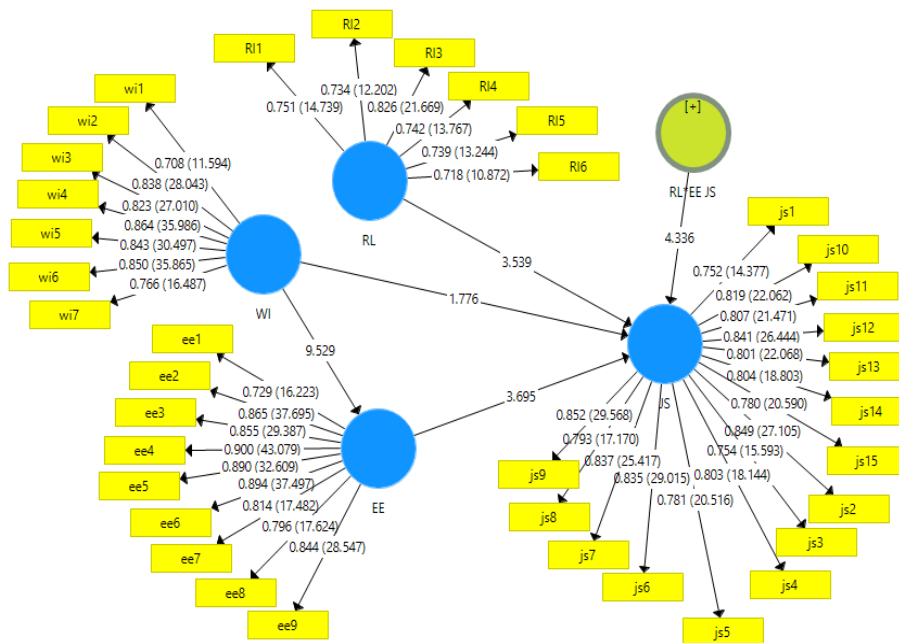 RI1
RI2
RI3
RI4
RI5
RI6
0.751 (14.739)
0.734 (12.202)
0.826 (21.669)
0.742 (13.767)
0.739 (13.244)
0.718 (10.872)
RL
wi1
wi2
wi3
wi4
wi5
wi6
wi7
0.708 (11.594)
0.838 (28.043)
0.823 (27.010)
0.864 (35.986)
0.843 (30.497)
0.850 (35.865)
0.766 (16.487)
WI
[+]
RL*EE JS
4.336
3.539
1.776
9.529
3.695
ee1
ee2
ee3
ee4
ee5
ee6
ee7
ee8
ee9
0.729 (16.223)
0.865 (37.695)
0.855 (29.387)
0.900 (43.079)
0.890 (32.609)
0.894 (37.497)
0.814 (17.482)
0.796 (17.624)
0.844 (28.547)
EE
js1
js10
js11
js12
js13
js14
js15
js2
js3
js4
js5
js6
js7
js8
js9
0.752 (14.377)
0.819 (22.062)
0.807 (21.471)
0.841 (26.444)
0.801 (22.068)
0.804 (18.803)
0.780 (20.590)
0.849 (27.105)
0.754 (15.593)
0.803 (18.144)
0.781 (20.516)
0.835 (29.015)
0.837 (25.417)
0.793 (17.170)
0.852 (29.568)
JS